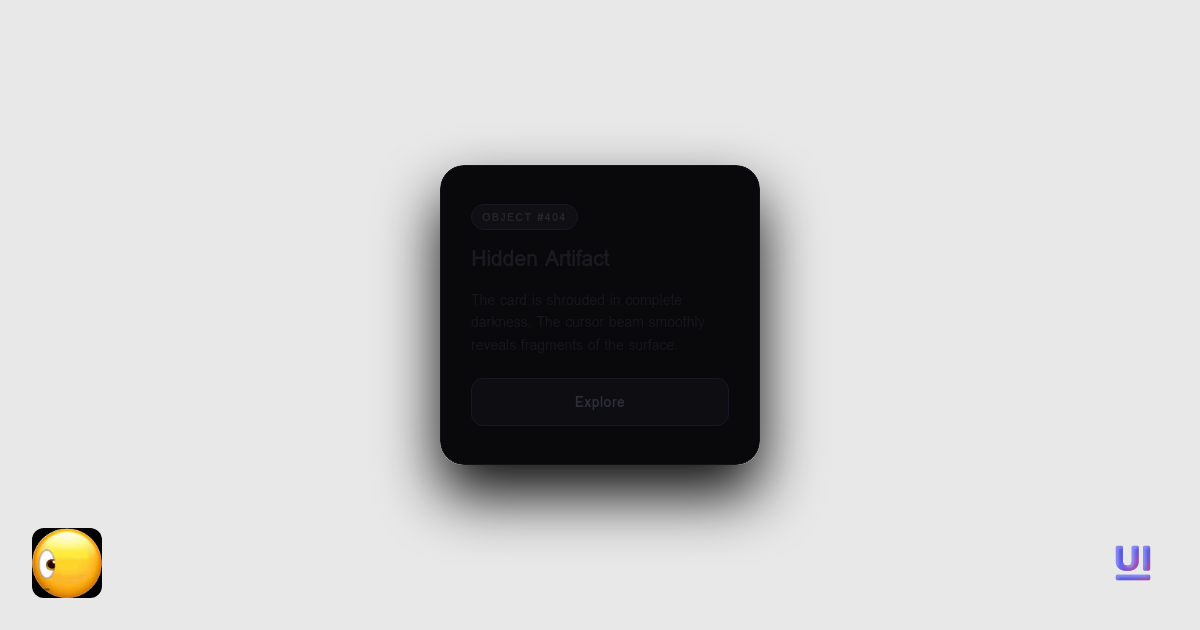 OBJECT #404
Hidden Artifact
The card is shrouded in complete
darkness. The cursor beam smoothly
reveals fragments of the surface.
Explore
UI